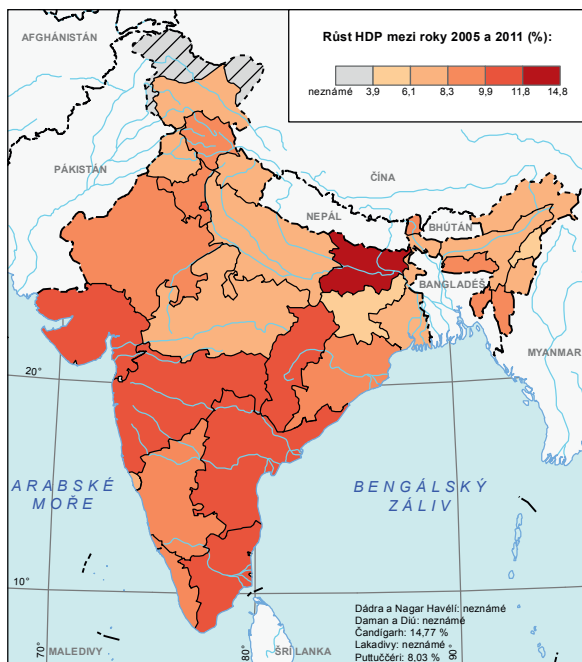 AFGHÁNISTÁN
Růst HDP mezi roky 2005 a 2011 (%):
neznámé 3,9 6,1 8,3 9,9 11,8 14,8
PÁKISTÁN
ČÍNA
NEPÁL
BHÚTÁN
BANGLADÉŠ
MYANMAR
20°
ARABSKÉ
MOŘE
BENGÁLSKÝ
ZÁLIV
10°
Dádra a Nagar Havélí: neznámé
Daman a Diú: neznámé
Čandígarh: 14,77 %
Lakadivy: neznámé
Puttuččéri: 8,03 %
70°
MALEDIVY
80°
ŠRÍ LANKA
90°